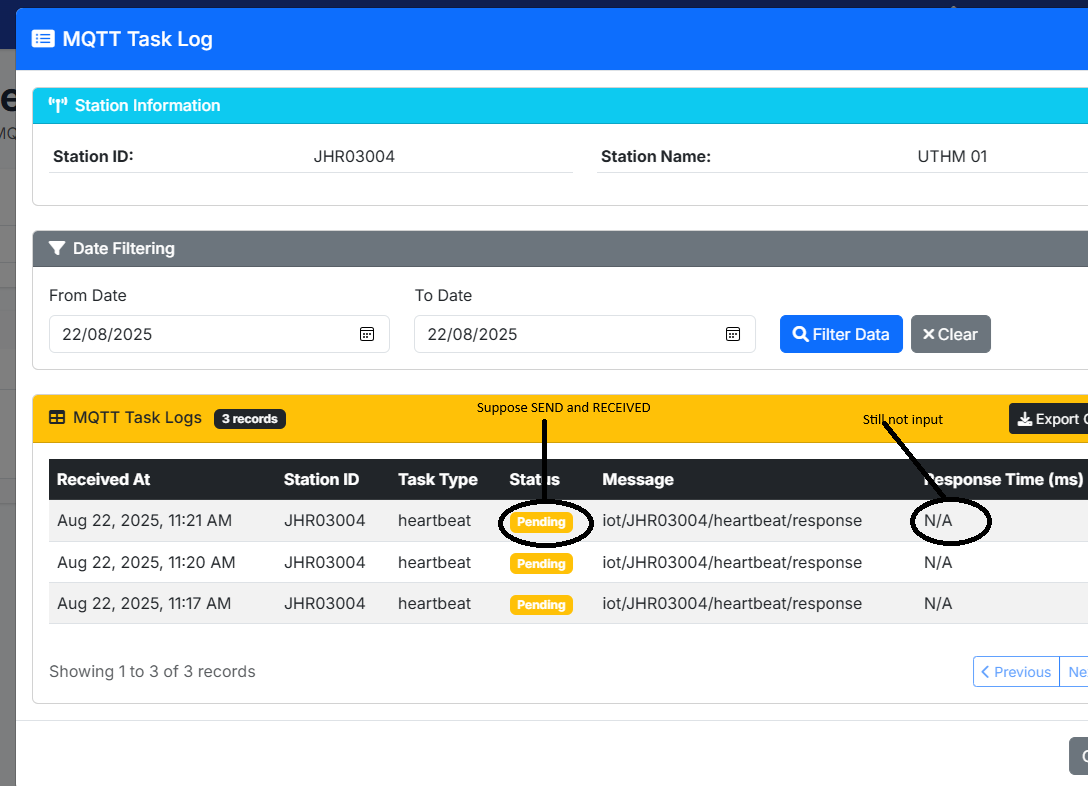 MQTT Task Log
e
MQ
Station Information
Station ID: JHR03004 Station Name: UTHM 01
Date Filtering
From Date To Date
22/08/2025 22/08/2025 Filter Data Clear
Suppose SEND and RECEIVED
Still not input
MQTT Task Logs 3 records Export
Received At Station ID Task Type Status Message Response Time (ms)
Aug 22, 2025, 11:21 AM JHR03004 heartbeat Pending iot/JHR03004/heartbeat/response N/A
Aug 22, 2025, 11:20 AM JHR03004 heartbeat Pending iot/JHR03004/heartbeat/response N/A
Aug 22, 2025, 11:17 AM JHR03004 heartbeat Pending iot/JHR03004/heartbeat/response N/A
Showing 1 to 3 of 3 records Previous Ne